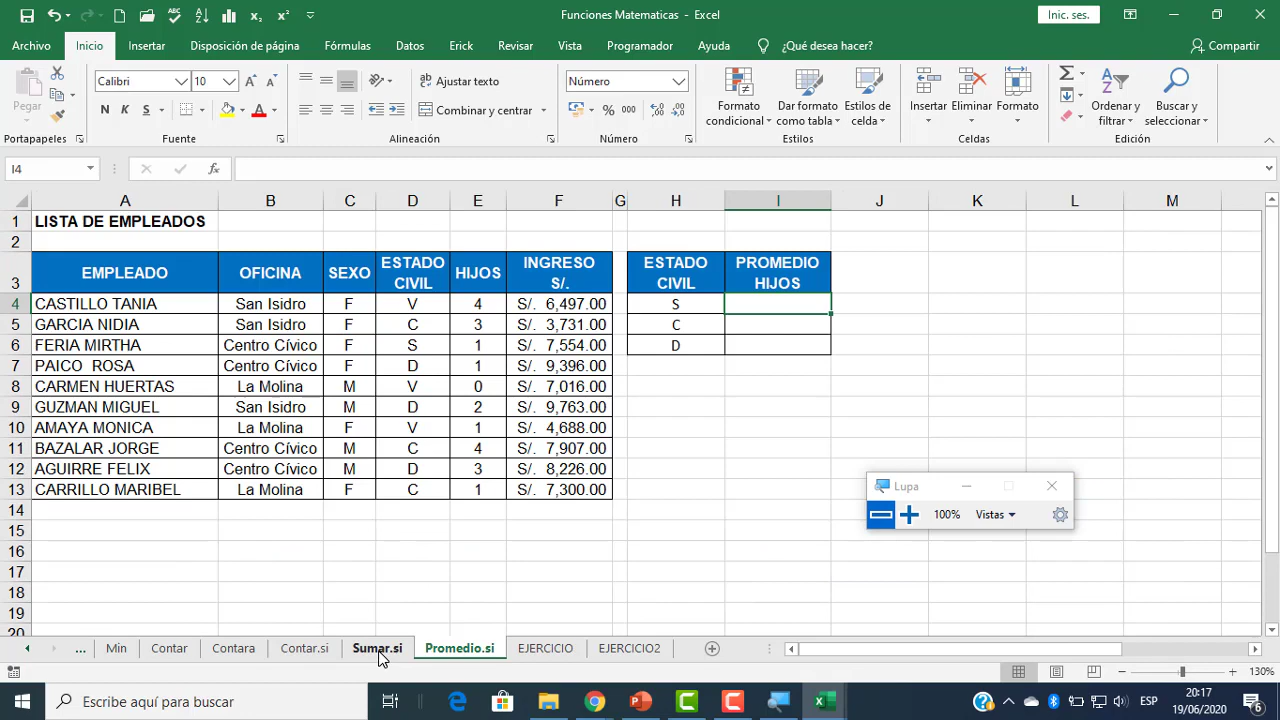 Funciones Matematicas - Excel
Inic. ses.
Archivo Inicio Insertar Disposición de página Fórmulas Datos Erick Revisar Vista Programador Ayuda ¿Qué desea hacer? Compartir
Pegar
Calibri 10
N K S
Ajustar texto
Combinar y centrar
Número
% 000
Formato condicional
Dar formato como tabla
Estilos de celda
Insertar Eliminar Formato
Ordenar y filtrar
Buscar y seleccionar
Portapapeles Fuente Alineación Número Estilos Celdas Edición
I4 fx
A B C D E F G H I J K L M
1 LISTA DE EMPLEADOS
2
3 EMPLEADO OFICINA SEXO ESTADO CIVIL HIJOS INGRESO S/. ESTADO CIVIL PROMEDIO HIJOS
4 CASTILLO TANIA San Isidro F V 4 S/. 6,497.00 S
5 GARCIA NIDIA San Isidro F C 3 S/. 3,731.00 C
6 FERIA MIRTHA Centro Cívico F S 1 S/. 7,554.00 D
7 PAICO ROSA Centro Cívico F D 1 S/. 9,396.00
8 CARMEN HUERTAS La Molina M V 0 S/. 7,016.00
9 GUZMAN MIGUEL San Isidro M D 2 S/. 9,763.00
10 AMAYA MONICA La Molina F V 1 S/. 4,688.00
11 BAZALAR JORGE Centro Cívico M C 4 S/. 7,907.00
12 AGUIRRE FELIX Centro Cívico M D 3 S/. 8,226.00
13 CARRILLO MARIBEL La Molina F C 1 S/. 7,300.00
14
15
16
17
18
19
20
Lupa
100% Vistas
... Min Contar Contara Contar.si Sumar.si Promedio.si EJERCICIO EJERCICIO2
130%
Escribe aquí para buscar
ESP
20:17
19/06/2020
6